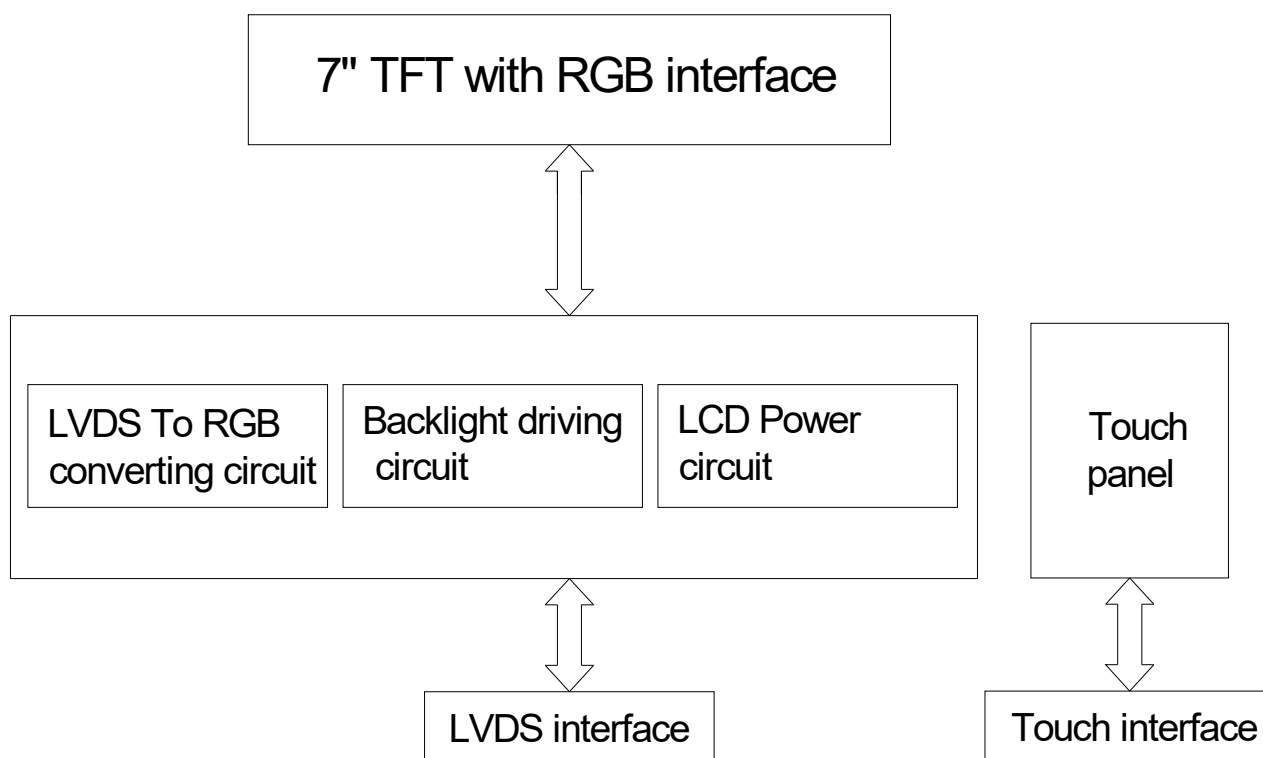 7" TFT with RGB interface
LVDS To RGB
converting circuit
Backlight driving
circuit
LCD Power
circuit
Touch
panel
LVDS interface
Touch interface